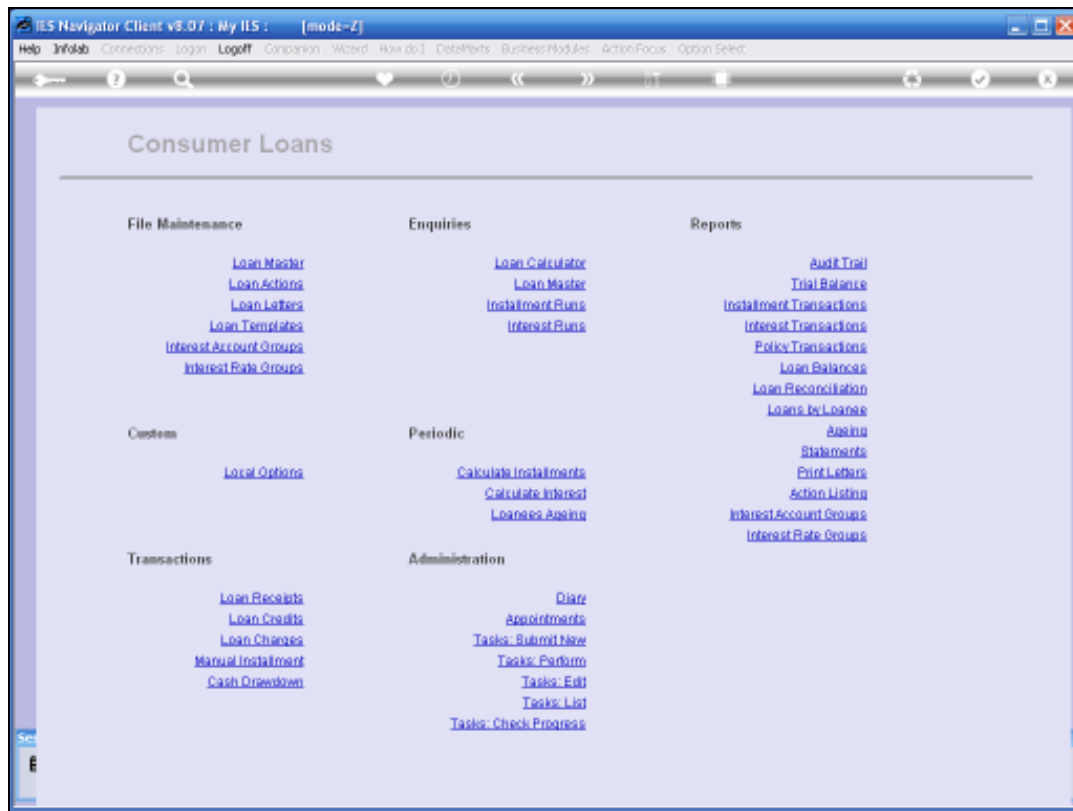 IES Navigator Client v8.07 : My IES : [mode=Z]
Help Infolab Connections Logon Logoff Companion Wizard How do I DataAlerts Business Modules Action Focus Option Select
Consumer Loans
File Maintenance
Loan Master
Loan Actions
Loan Letters
Loan Templates
Interest Account Groups
Interest Rate Groups
Custom
Local Options
Transactions
Loan Receipts
Loan Credits
Loan Charges
Manual Installment
Cash Drawdown
Enquiries
Loan Calculator
Loan Master
Installment Runs
Interest Runs
Periodic
Calculate Installments
Calculate Interest
Loanees Ageing
Administration
Diary
Appointments
Tasks: Submit New
Tasks: Perform
Tasks: Edit
Tasks: List
Tasks: Check Progress
Reports
Audit Trail
Trial Balance
Installment Transactions
Interest Transactions
Policy Transactions
Loan Balances
Loan Reconciliation
Loans by Loanee
Ageing
Statements
Print Letters
Action Listing
Interest Account Groups
Interest Rate Groups